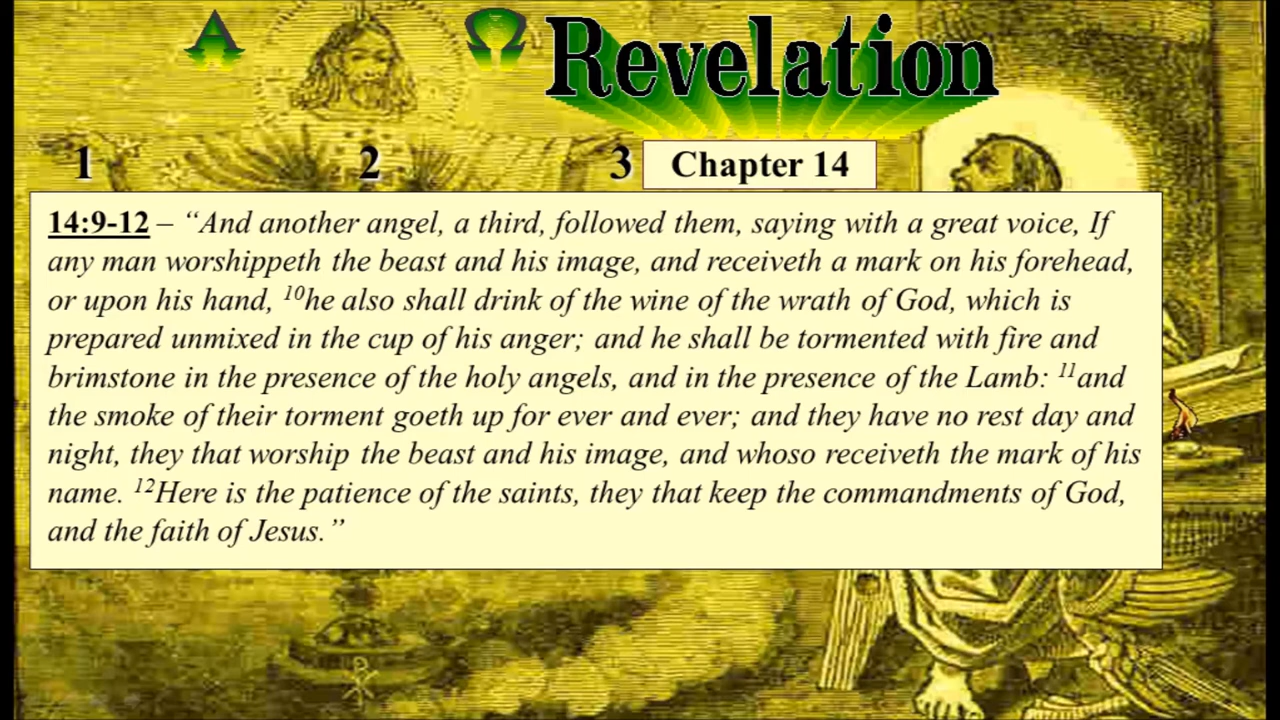 Α Ω Revelation
1 2 3 Chapter 14
14:9-12 – “And another angel, a third, followed them, saying with a great voice, If
any man worshippeth the beast and his image, and receiveth a mark on his forehead,
or upon his hand, 10he also shall drink of the wine of the wrath of God, which is
prepared unmixed in the cup of his anger; and he shall be tormented with fire and
brimstone in the presence of the holy angels, and in the presence of the Lamb: 11and
the smoke of their torment goeth up for ever and ever; and they have no rest day and
night, they that worship the beast and his image, and whoso receiveth the mark of his
name. 12Here is the patience of the saints, they that keep the commandments of God,
and the faith of Jesus.”